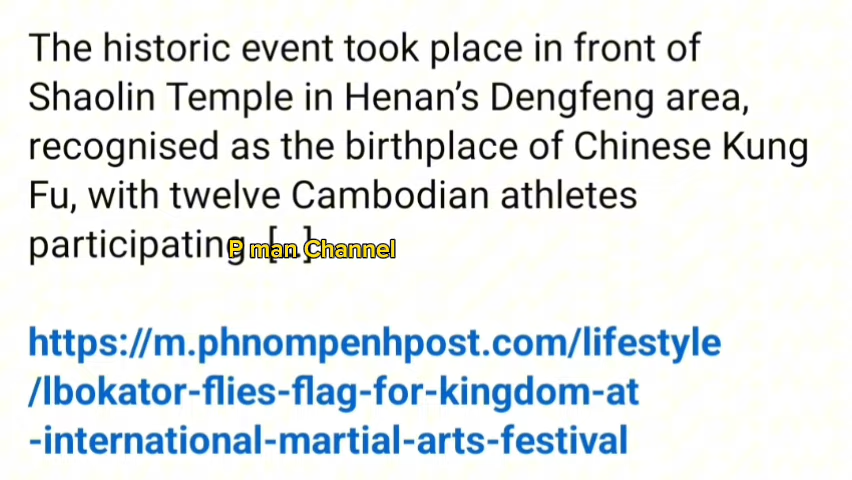 The historic event took place in front of
Shaolin Temple in Henan's Dengfeng area,
recognised as the birthplace of Chinese Kung
Fu, with twelve Cambodian athletes
participating. [...]
P man Channel
https://m.phnompenhpost.com/lifestyle
/lbokator-flies-flag-for-kingdom-at
-international-martial-arts-festival